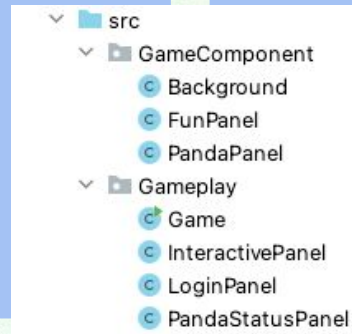 src
GameComponent
C Background
C FunPanel
C PandaPanel
Gameplay
C Game
C InteractivePanel
C LoginPanel
C PandaStatusPanel